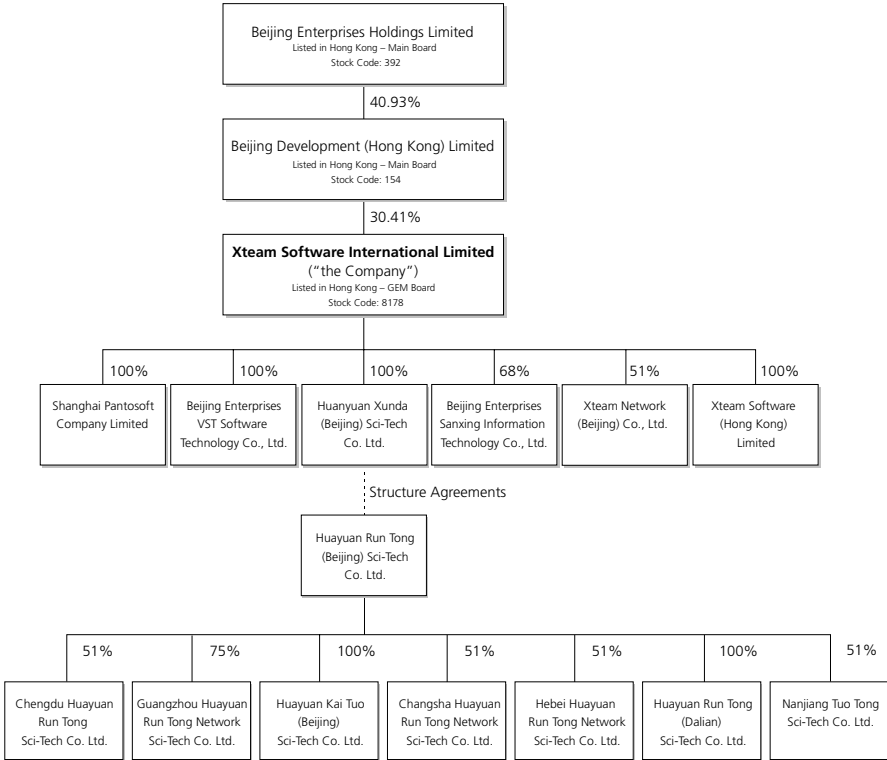 Beijing Enterprises Holdings Limited
Listed in Hong Kong – Main Board
Stock Code: 392
40.93%
Beijing Development (Hong Kong) Limited
Listed in Hong Kong – Main Board
Stock Code: 154
30.41%
Xteam Software International Limited
(“the Company”)
Listed in Hong Kong – GEM Board
Stock Code: 8178
100%
100%
100%
68%
51%
100%
Shanghai Pantosoft
Company Limited
Beijing Enterprises
VST Software
Technology Co., Ltd.
Huanyuan Xunda
(Beijing) Sci-Tech
Co. Ltd.
Beijing Enterprises
Sanxing Information
Technology Co., Ltd.
Xteam Network
(Beijing) Co., Ltd.
Xteam Software
(Hong Kong)
Limited
Structure Agreements
Huayuan Run Tong
(Beijing) Sci-Tech
Co. Ltd.
51%
75%
100%
51%
51%
100%
51%
Chengdu Huayuan
Run Tong
Sci-Tech Co. Ltd.
Guangzhou Huayuan
Run Tong Network
Sci-Tech Co. Ltd.
Huayuan Kai Tuo
(Beijing)
Sci-Tech Co. Ltd.
Changsha Huayuan
Run Tong Network
Sci-Tech Co. Ltd.
Hebei Huayuan
Run Tong Network
Sci-Tech Co. Ltd.
Huayuan Run Tong
(Dalian)
Sci-Tech Co. Ltd.
Nanjiang Tuo Tong
Sci-Tech Co. Ltd.